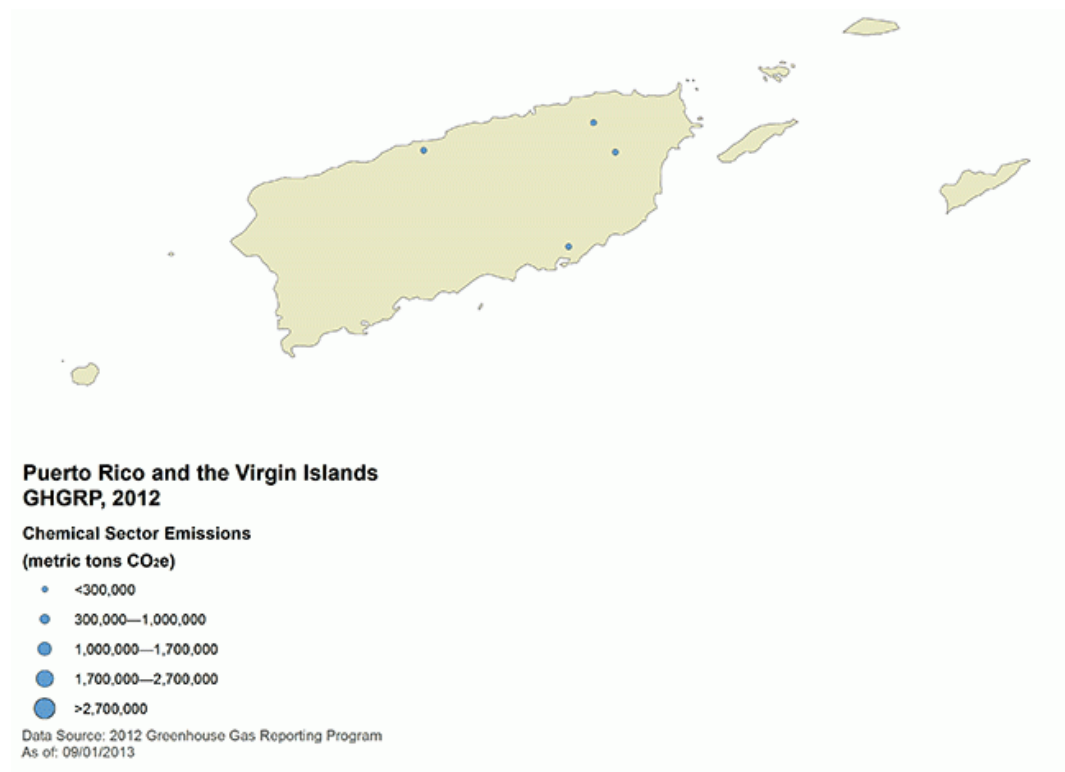 Puerto Rico and the Virgin Islands
GHGRP, 2012
Chemical Sector Emissions
(metric tons CO₂e)
<300,000
300,000—1,000,000
1,000,000—1,700,000
1,700,000—2,700,000
>2,700,000
Data Source: 2012 Greenhouse Gas Reporting Program
As of: 09/01/2013